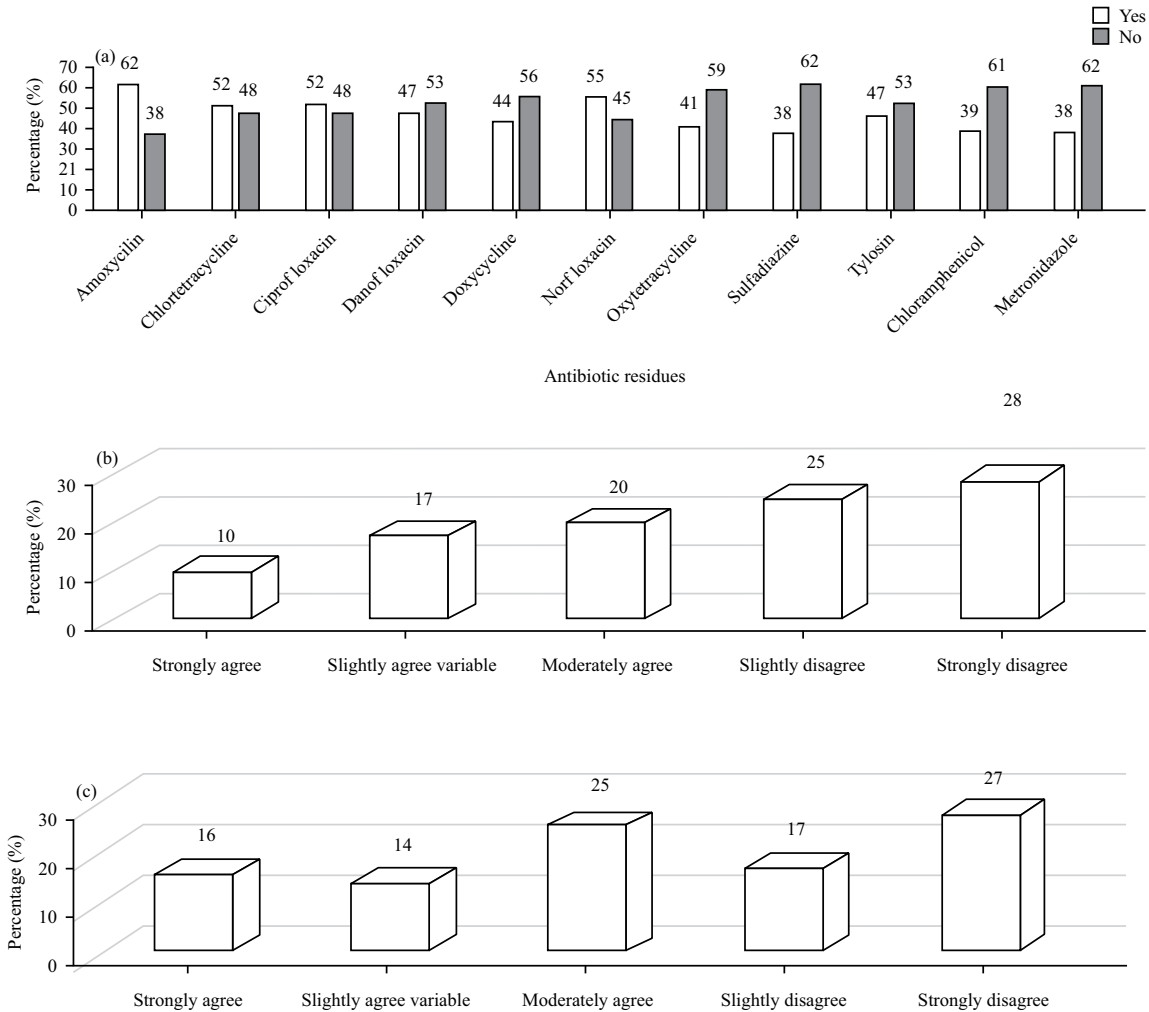 Yes
No
(a)
Percentage (%)
70
60
50
40
30
21
10
0
62 38 52 48 52 48 47 53 44 56 55 45 41 59 38 62 47 53 39 61 38 62
Amoxycilin
Chlortetracycline
Ciprof loxacin
Danof loxacin
Doxycycline
Norf loxacin
Oxytetracycline
Sulfadiazine
Tylosin
Chloramphenicol
Metronidazole
Antibiotic residues
(b)
Percentage (%)
30
20
10
0
10 17 20 25 28
Strongly agree Slightly agree variable Moderately agree Slightly disagree Strongly disagree
(c)
Percentage (%)
30
20
10
0
16 14 25 17 27
Strongly agree Slightly agree variable Moderately agree Slightly disagree Strongly disagree